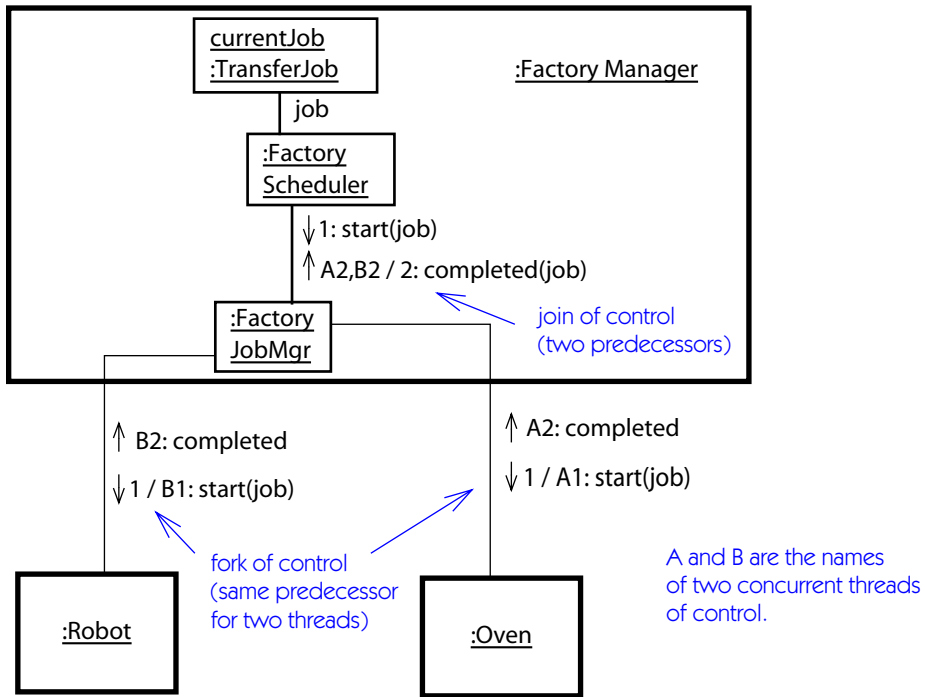 currentJob
:TransferJob
:Factory Manager
job
:Factory
Scheduler
1: start(job)
A2,B2 / 2: completed(job)
join of control
(two predecessors)
:Factory
JobMgr
B2: completed
1 / B1: start(job)
A2: completed
1 / A1: start(job)
fork of control
(same predecessor
for two threads)
A and B are the names
of two concurrent threads
of control.
:Robot
:Oven